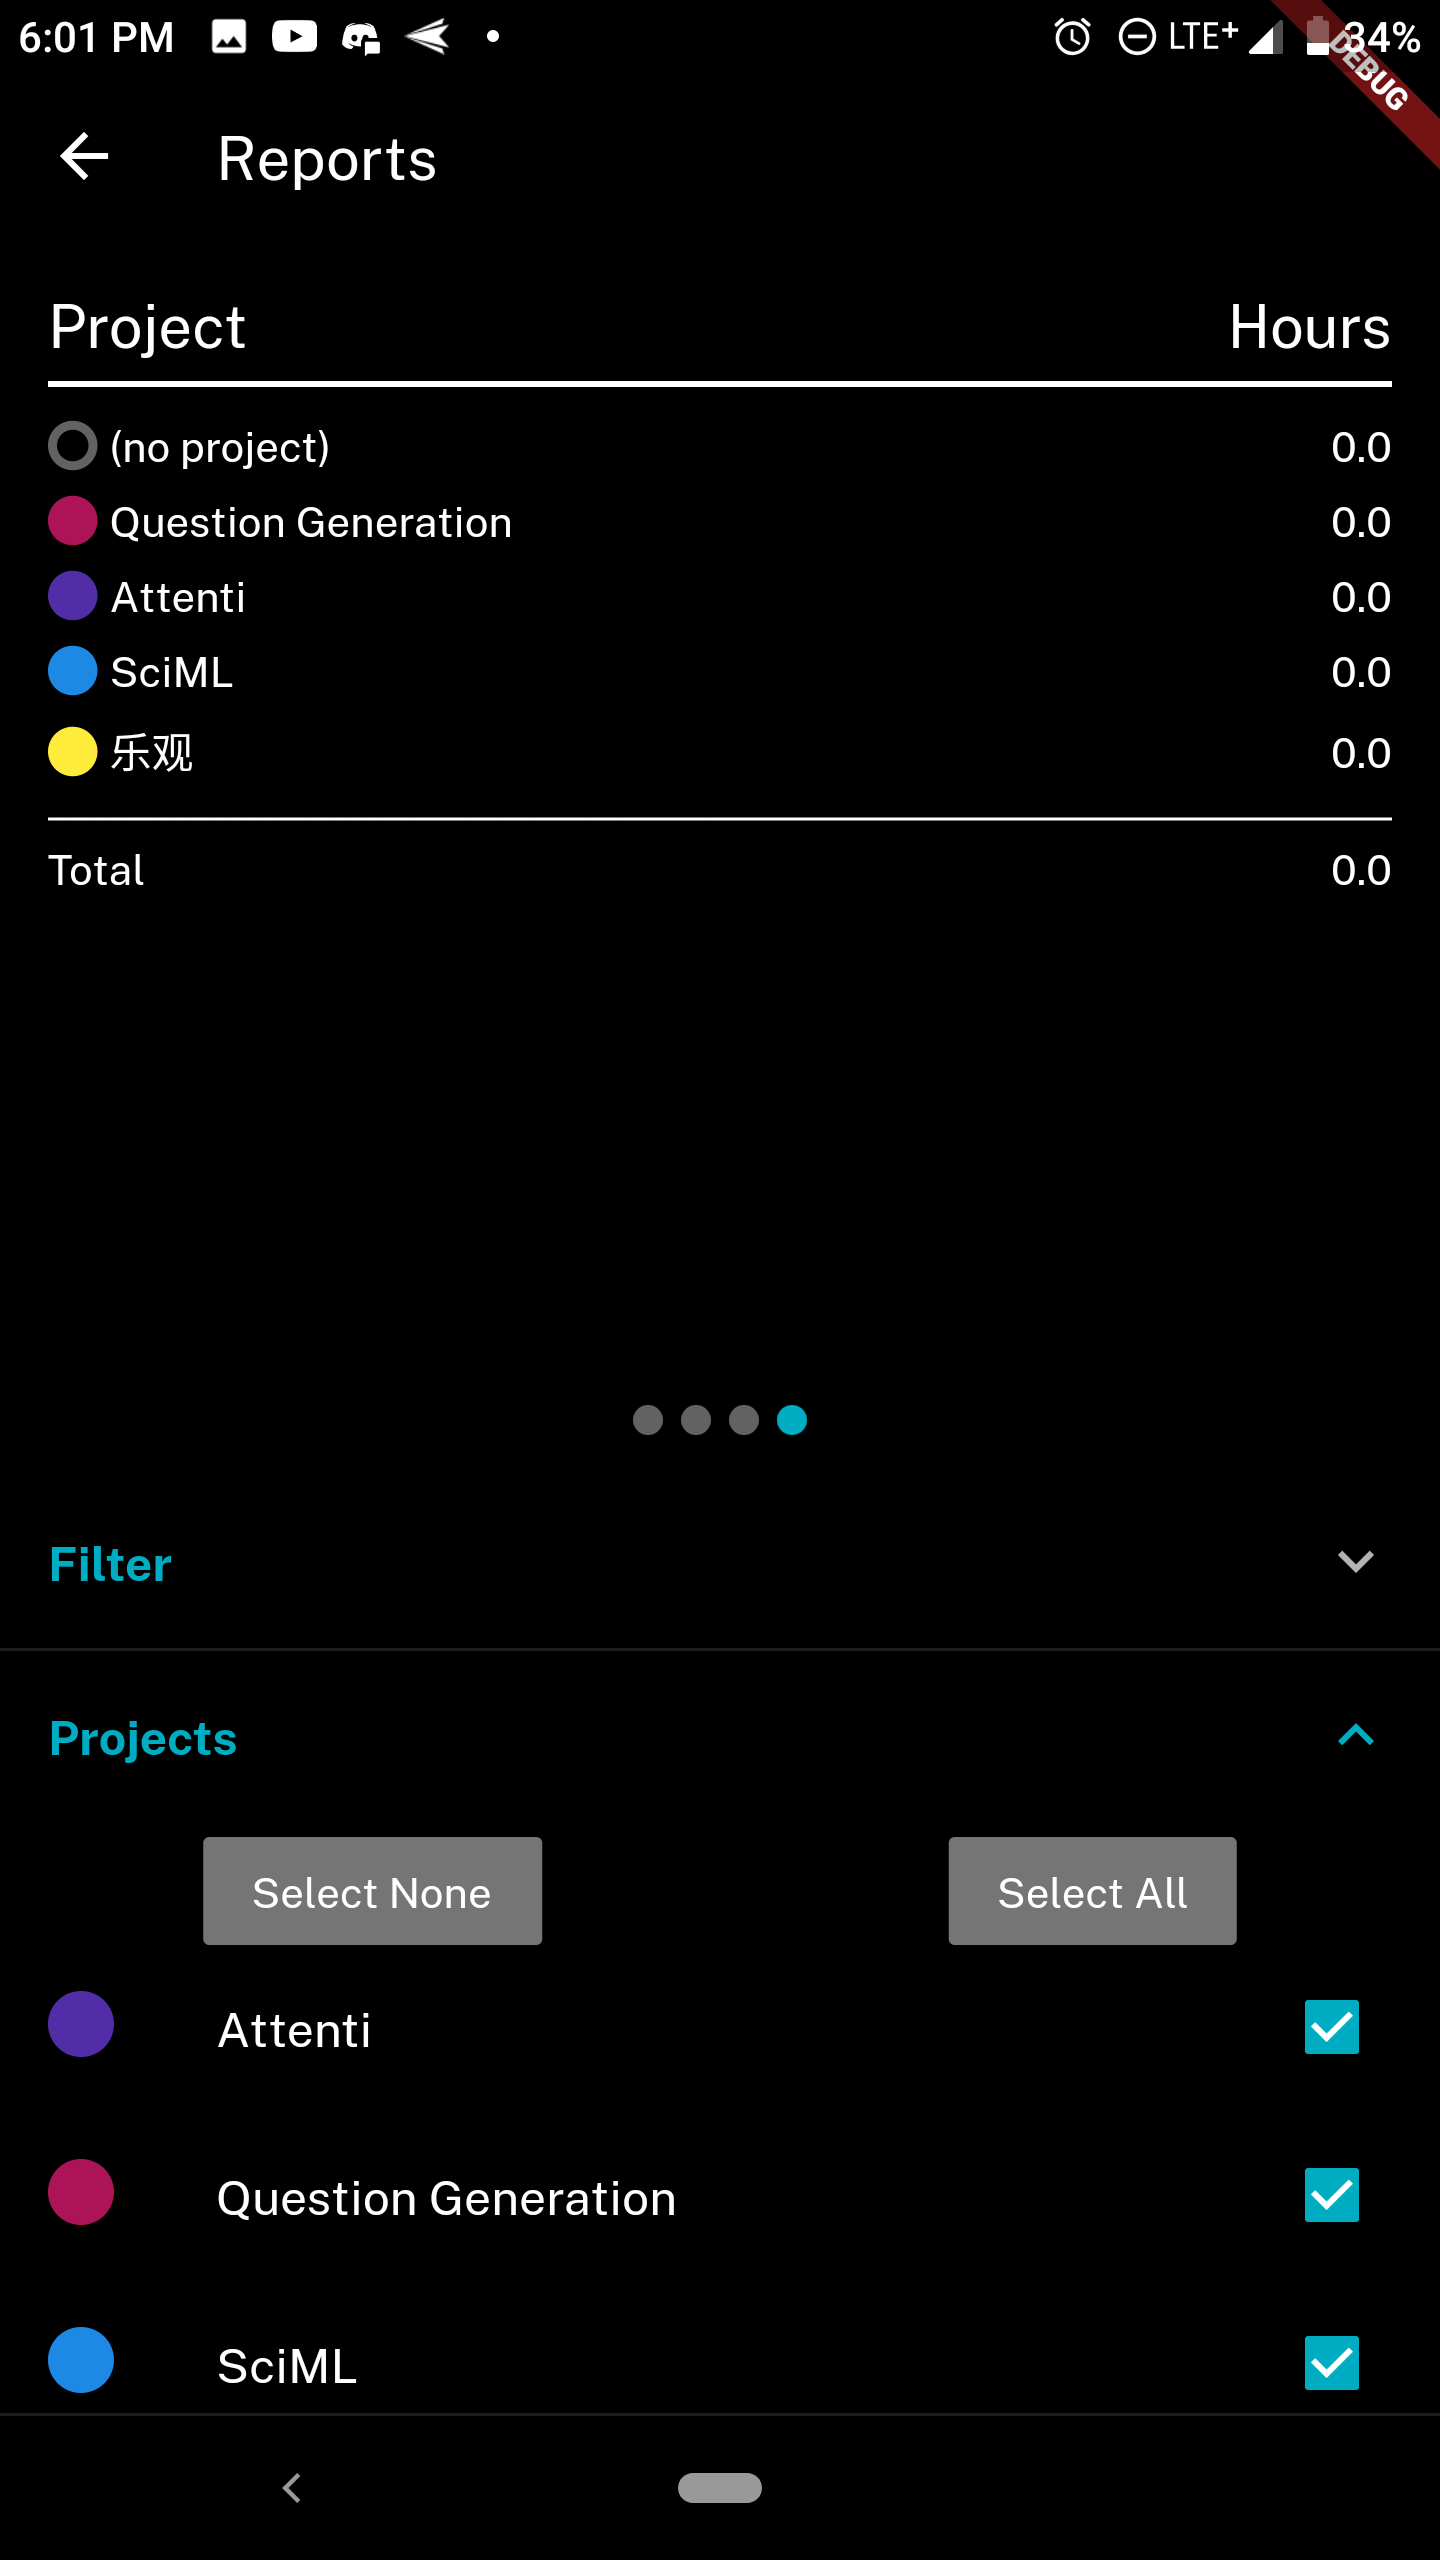 6:01 PM LTE+ 34%
DEBUG
Reports
Project Hours
(no project) 0.0
Question Generation 0.0
Attenti 0.0
SciML 0.0
乐观 0.0
Total 0.0
Filter
Projects
Select None Select All
Attenti
Question Generation
SciML